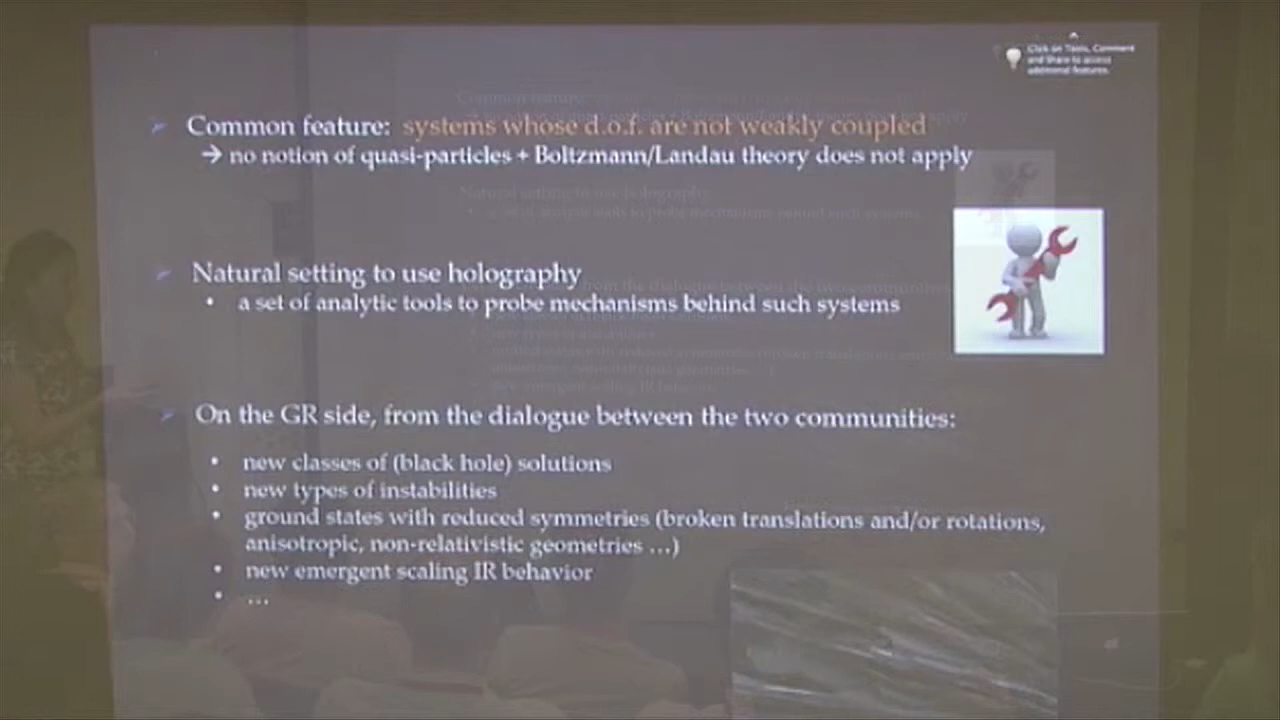 Click on Tools, Comment
and Share to access
additional features.
Common feature: systems whose d.o.f. are not weakly coupled
→ no notion of quasi-particles + Boltzmann/Landau theory does not apply
Natural setting to use holography
• a set of analytic tools to probe mechanisms behind such systems
On the GR side, from the dialogue between the two communities:
• new classes of (black hole) solutions
• new types of instabilities
• ground states with reduced symmetries (broken translations and/or rotations,
anisotropic, non-relativistic geometries ...)
• new emergent scaling IR behavior
• ...